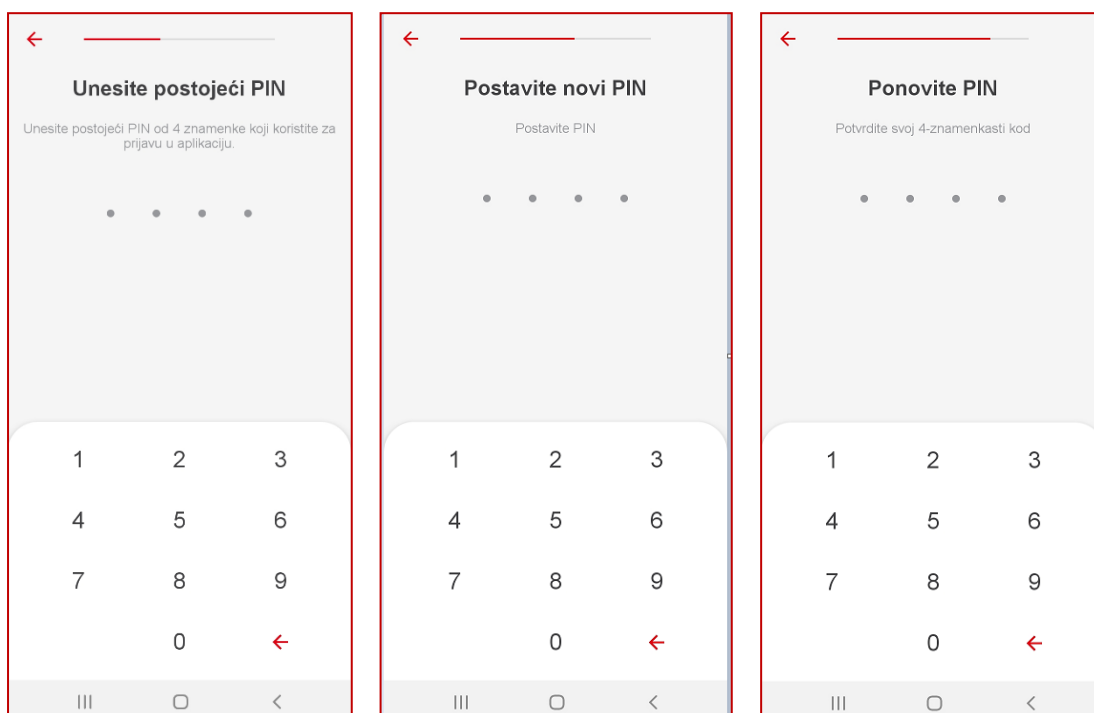 Unesite postojeći PIN
Unesite postojeći PIN od 4 znamenke koji koristite za
prijavu u aplikaciju.
1 2 3
4 5 6
7 8 9
0
Postavite novi PIN
Postavite PIN
1 2 3
4 5 6
7 8 9
0
Ponovite PIN
Potvrdite svoj 4-znamenkasti kod
1 2 3
4 5 6
7 8 9
0